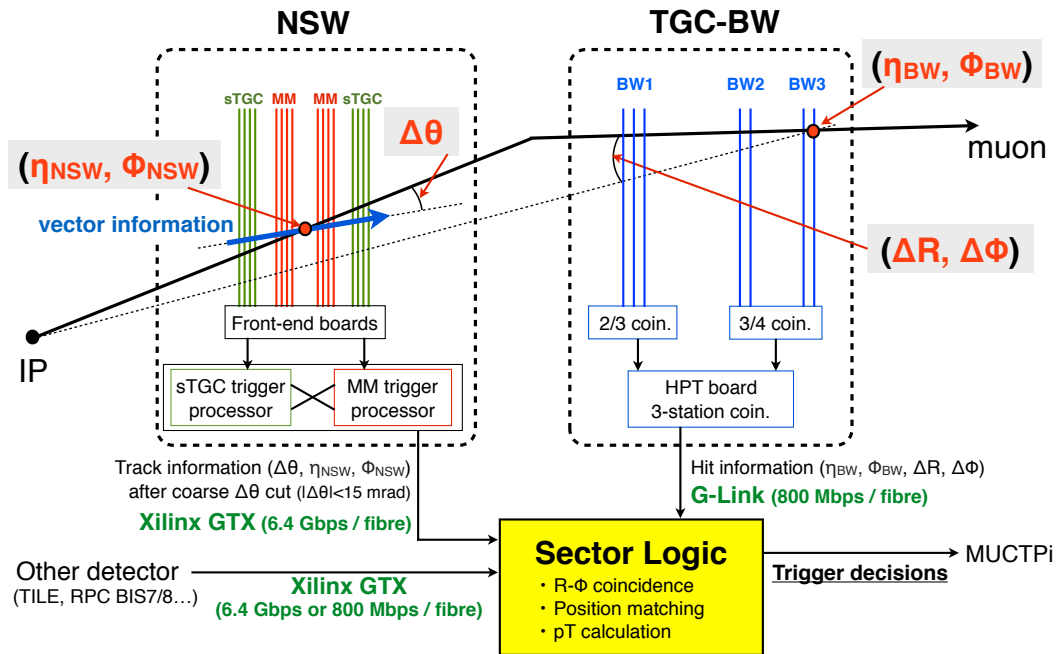 NSW
TGC-BW
sTGC MM MM sTGC
BW1 BW2 BW3
(ηBW, ΦBW)
Δθ
muon
(ηNSW, ΦNSW)
vector information
(ΔR, ΔΦ)
IP
Front-end boards
2/3 coin.
3/4 coin.
sTGC trigger
processor
MM trigger
processor
HPT board
3-station coin.
Track information (Δθ, ηNSW, ΦNSW)
after coarse Δθ cut (|Δθ|<15 mrad)
Xilinx GTX (6.4 Gbps / fibre)
Hit information (ηBW, ΦBW, ΔR, ΔΦ)
G-Link (800 Mbps / fibre)
Other detector
(TILE, RPC BIS7/8…)
Xilinx GTX
(6.4 Gbps or 800 Mbps / fibre)
Sector Logic
・R-Φ coincidence
・Position matching
・pT calculation
Trigger decisions
MUCTPi